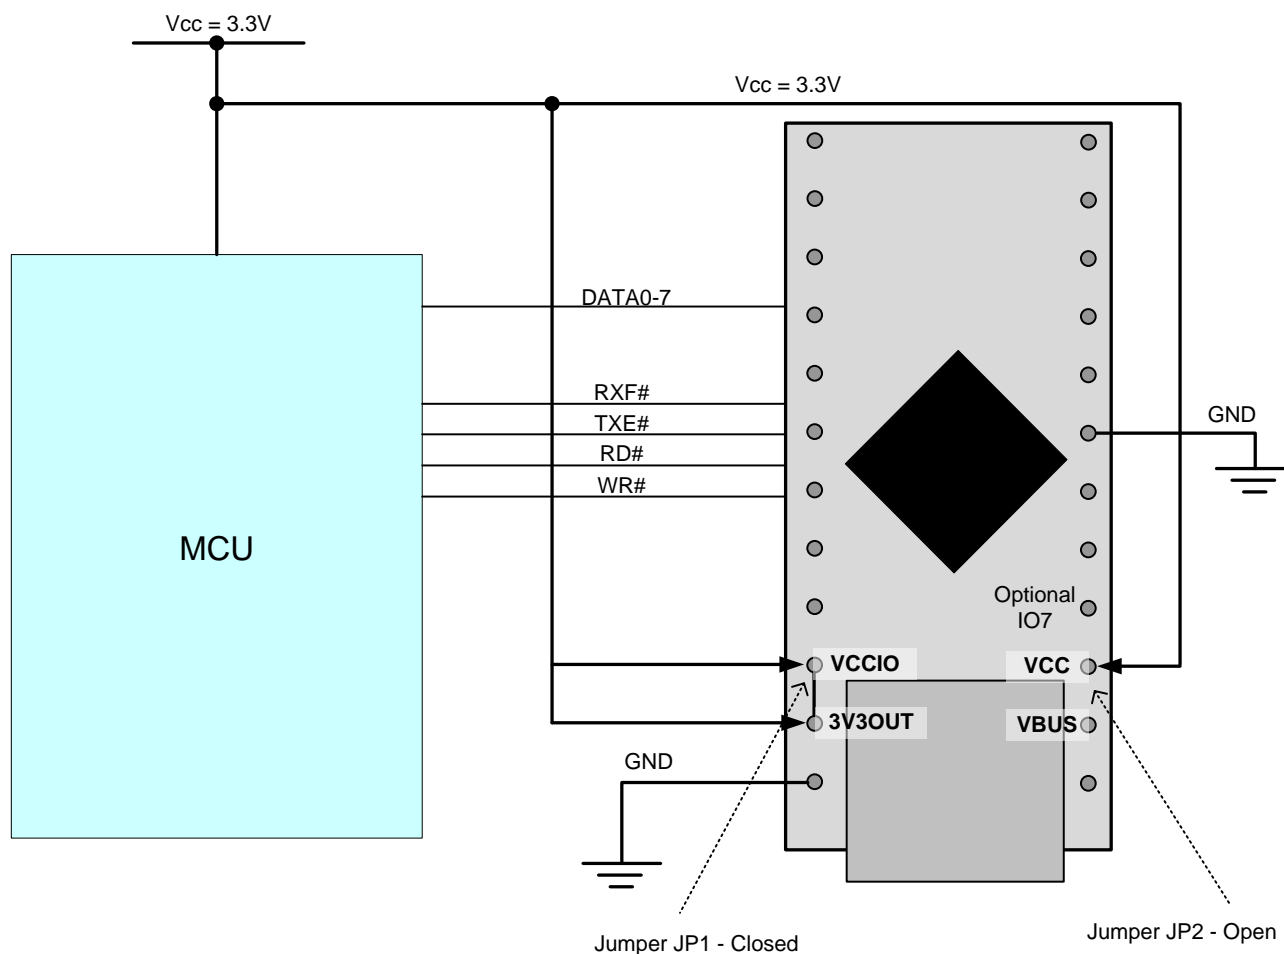 Vcc = 3.3V
Vcc = 3.3V
DATA0-7
RXF#
TXE#
RD#
WR#
GND
MCU
Optional
IO7
VCCIO
VCC
3V3OUT
VBUS
GND
Jumper JP1 - Closed
Jumper JP2 - Open